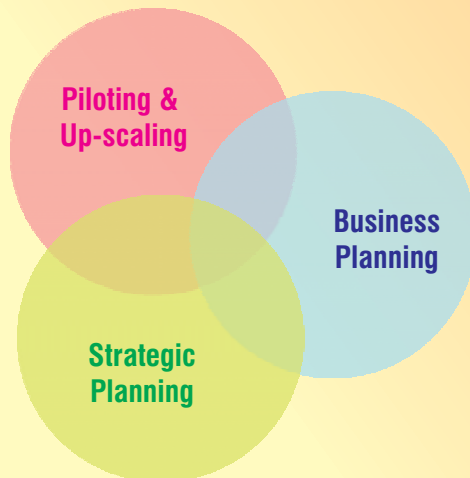 Piloting &
Up-scaling
Business
Planning
Strategic
Planning